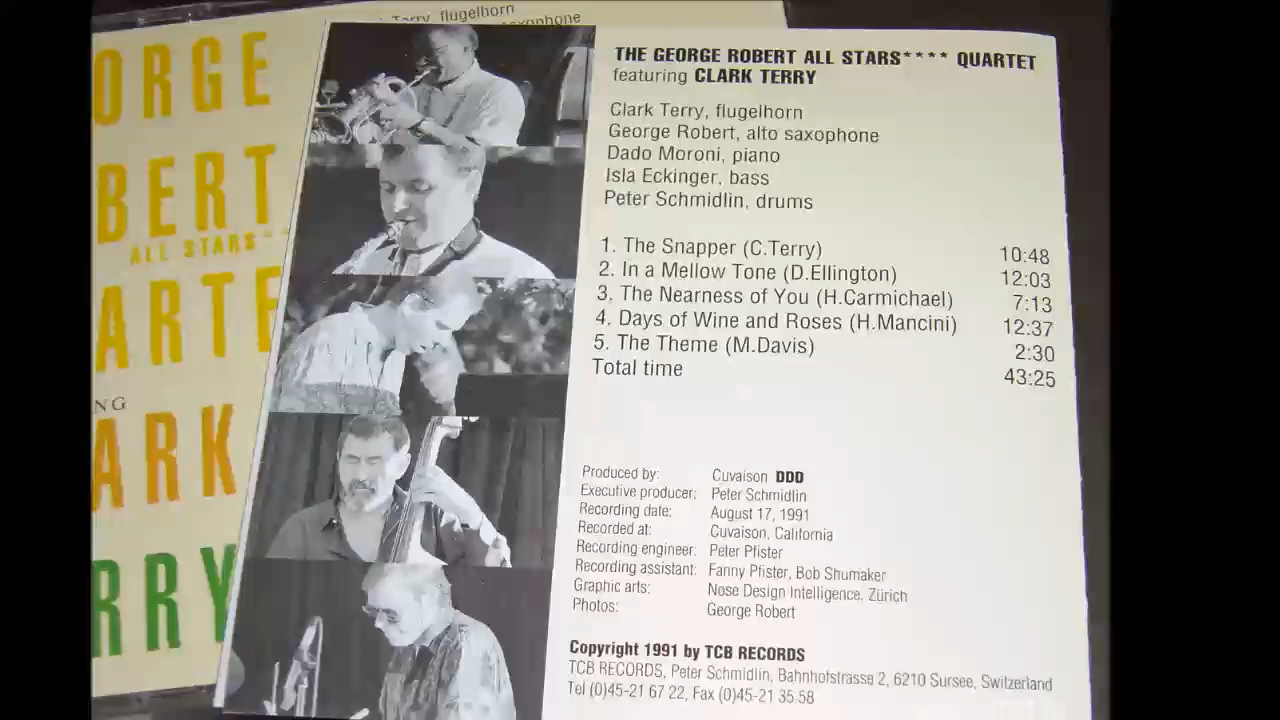 Terry, flugelhorn
saxophone
ORGE
BERT
ALL STARS**
ARTE
NG
ARK
RRY
THE GEORGE ROBERT ALL STARS**** QUARTET
featuring CLARK TERRY
Clark Terry, flugelhorn
George Robert, alto saxophone
Dado Moroni, piano
Isla Eckinger, bass
Peter Schmidlin, drums
1. The Snapper (C.Terry) 10:48
2. In a Mellow Tone (D.Ellington) 12:03
3. The Nearness of You (H.Carmichael) 7:13
4. Days of Wine and Roses (H.Mancini) 12:37
5. The Theme (M.Davis) 2:30
Total time 43:25
Produced by: Cuvaison DDD
Executive producer: Peter Schmidlin
Recording date: August 17, 1991
Recorded at: Cuvaison, California
Recording engineer: Peter Pfister
Recording assistant: Fanny Pfister, Bob Shumaker
Graphic arts: Nose Design Intelligence, Zürich
Photos: George Robert
Copyright 1991 by TCB RECORDS
TCB RECORDS, Peter Schmidlin, Bahnhofstrasse 2, 6210 Sursee, Switzerland
Tel (0)45-21 67 22, Fax (0)45-21 35 58